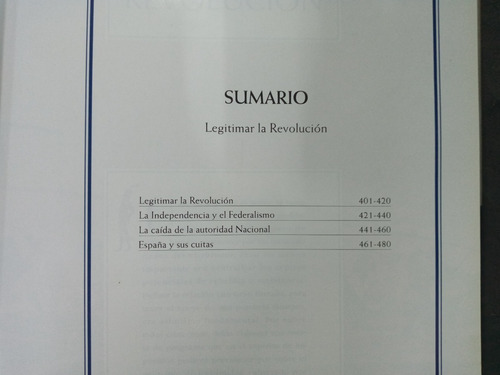 SUMARIO
Legitimar la Revolución
Legitimar la Revolución 401-420
La Independencia y el Federalismo 421-440
La caída de la autoridad Nacional 441-460
España y sus cuitas 461-480